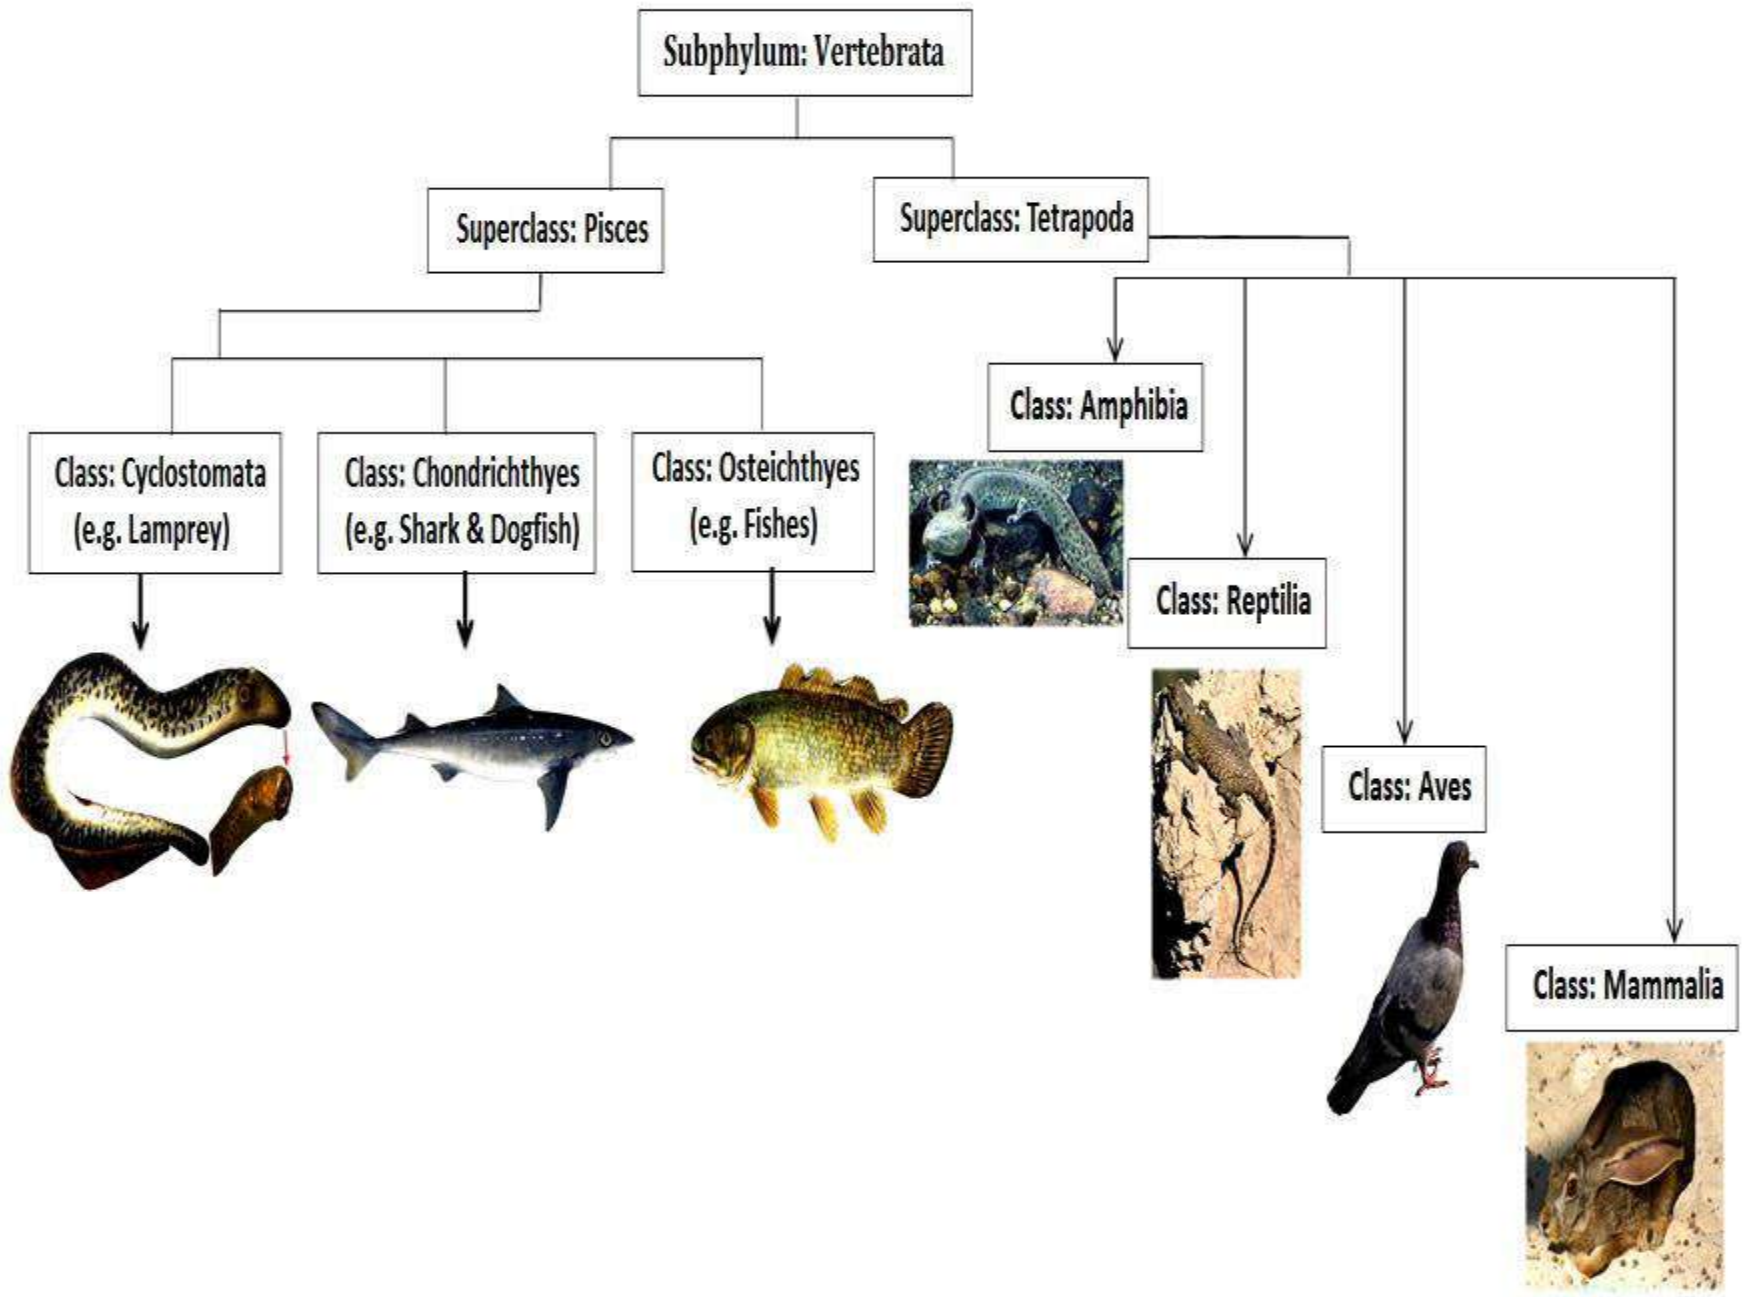 Subphylum: Vertebrata
Superclass: Pisces
Superclass: Tetrapoda
Class: Cyclostomata
(e.g. Lamprey)
Class: Chondrichthyes
(e.g. Shark & Dogfish)
Class: Osteichthyes
(e.g. Fishes)
Class: Amphibia
Class: Reptilia
Class: Aves
Class: Mammalia